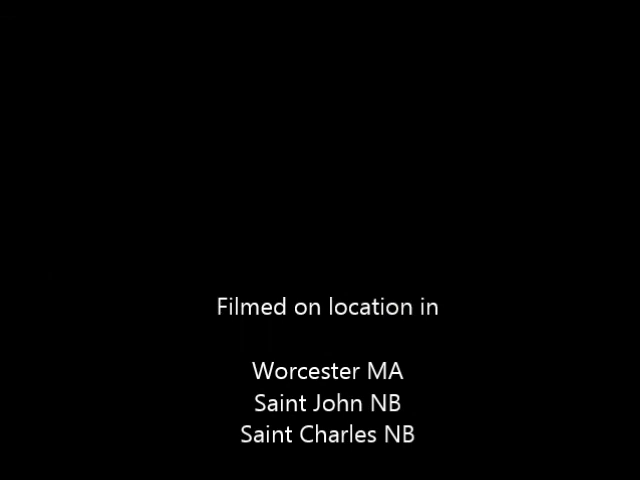 Filmed on location in
Worcester MA
Saint John NB
Saint Charles NB